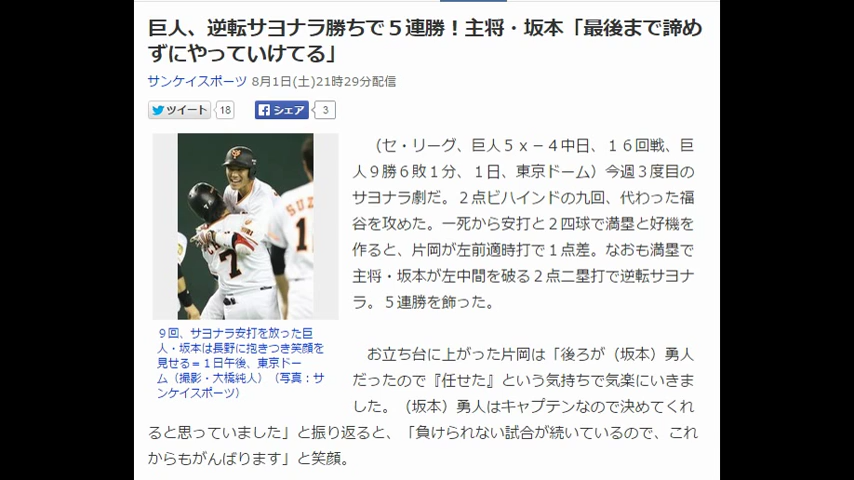 巨人、逆転サヨナラ勝ちで５連勝！主将・坂本「最後まで諦め
ずにやっていけてる」
サンケイスポーツ 8月1日(土)21時29分配信
ツイート 18 シェア 3
（セ・リーグ、巨人５ｘ－４中日、１６回戦、巨
人９勝６敗１分、１日、東京ドーム）今週３度目の
サヨナラ劇だ。２点ビハインドの九回、代わった福
谷を攻めた。一死から安打と２四球で満塁と好機を
作ると、片岡が左前適時打で１点差。なおも満塁で
主将・坂本が左中間を破る２点二塁打で逆転サヨナ
ラ。５連勝を飾った。
７
９回、サヨナラ安打を放った巨
人・坂本は長野に抱きつき笑顔を
見せる＝１日午後、東京ドー
ム（撮影・大橋純人）（写真：サ
ンケイスポーツ）
お立ち台に上がった片岡は「後ろが（坂本）勇人
だったので『任せた』という気持ちで気楽にいきま
した。（坂本）勇人はキャプテンなので決めてくれ
ると思っていました」と振り返ると、「負けられない試合が続いているので、これ
からもがんばります」と笑顔。